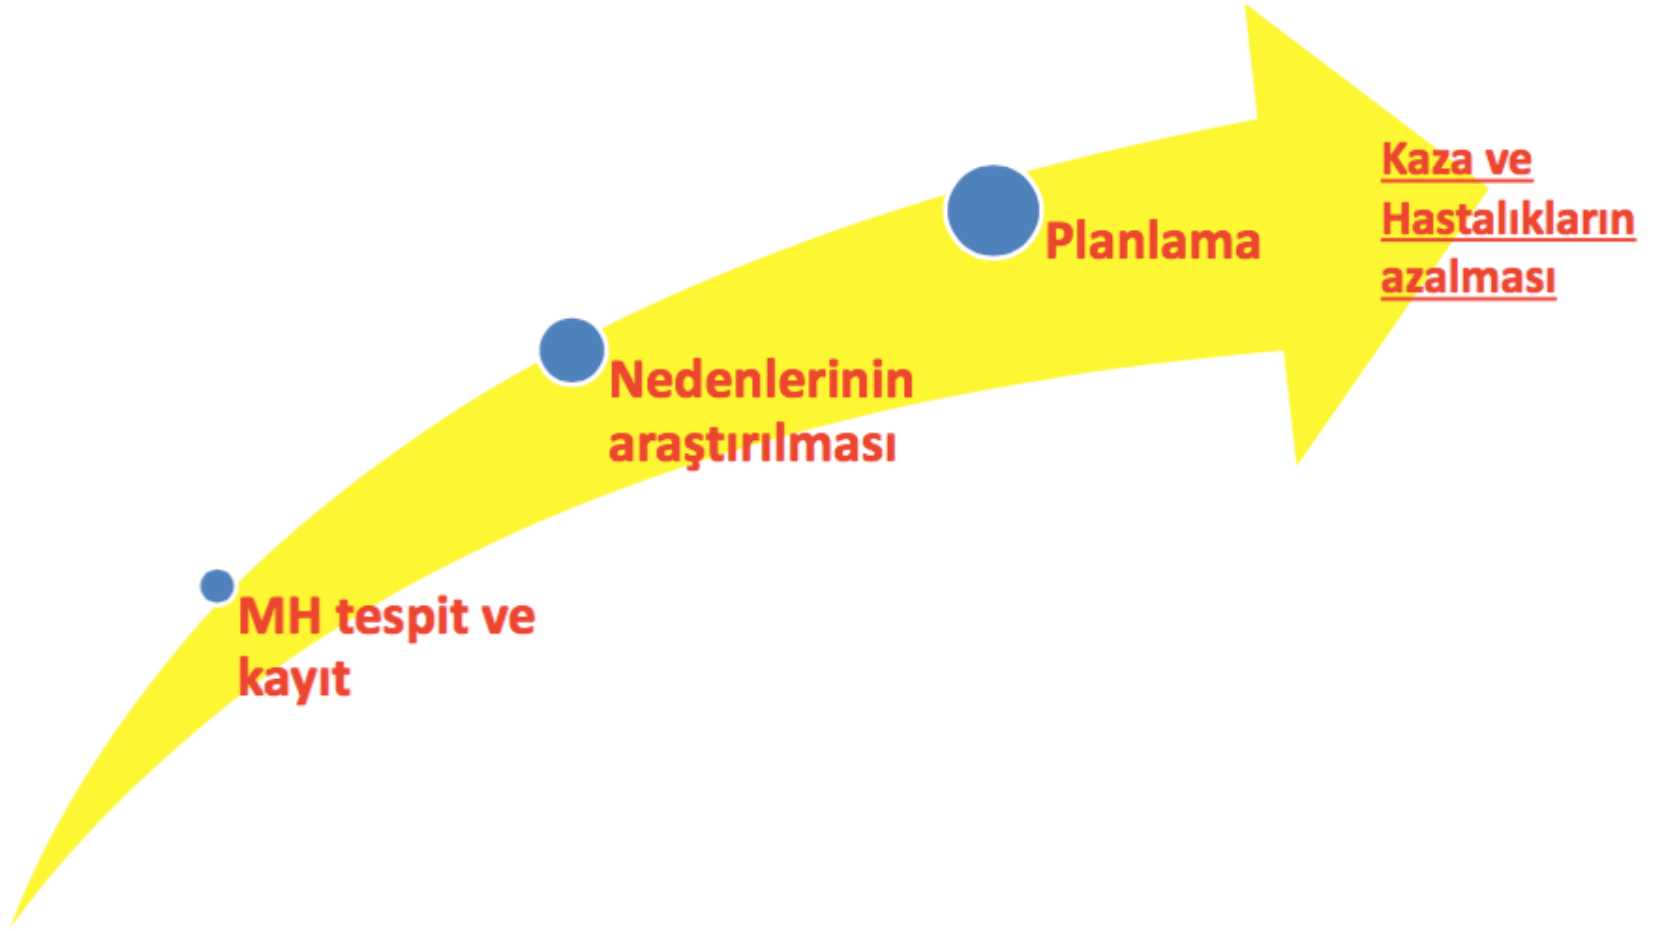 Kaza ve
Hastalıkların
azalması
Planlama
Nedenlerinin
araştırılması
MH tespit ve
kayıt